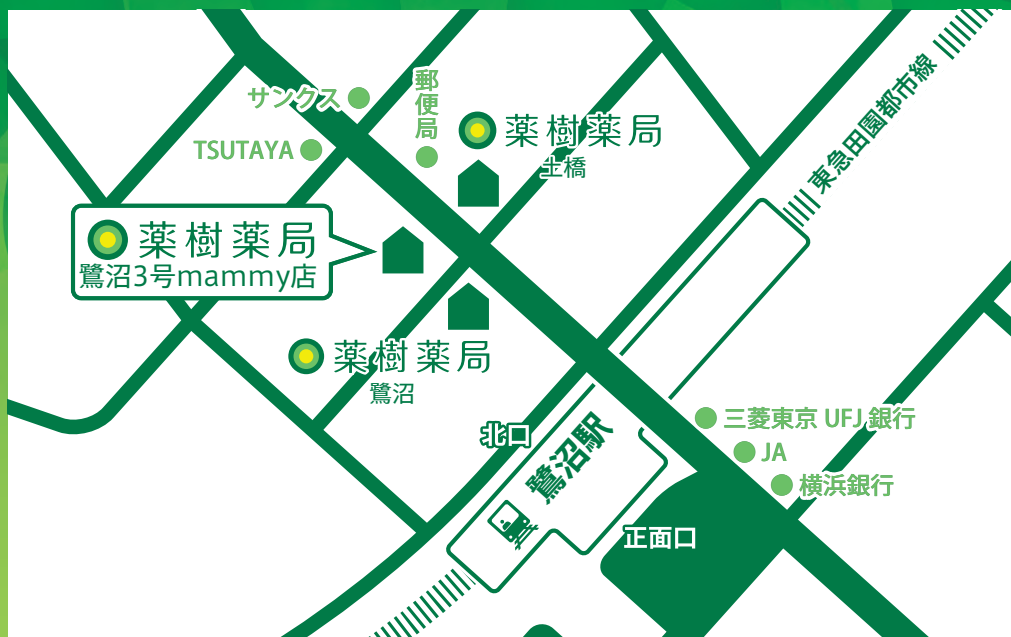 サンクス
郵便局
TSUTAYA
薬樹薬局
土橋
東急田園都市線
薬樹薬局
鷺沼3号mammy店
薬樹薬局
鷺沼
北口
鷺沼駅
三菱東京 UFJ 銀行
JA
横浜銀行
正面口